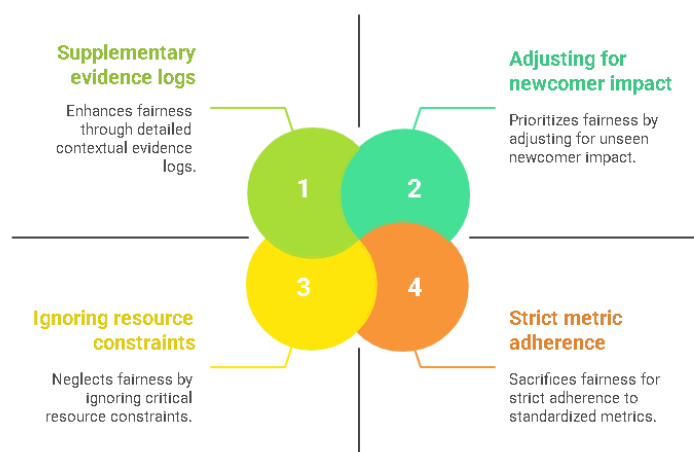 Supplementary
evidence logs
Enhances fairness
through detailed
contextual evidence
logs.
Adjusting for
newcomer impact
Prioritizes fairness by
adjusting for unseen
newcomer impact.
1
2
3
4
Ignoring resource
constraints
Neglects fairness by
ignoring critical
resource constraints.
Strict metric
adherence
Sacrifices fairness for
strict adherence to
standardized metrics.